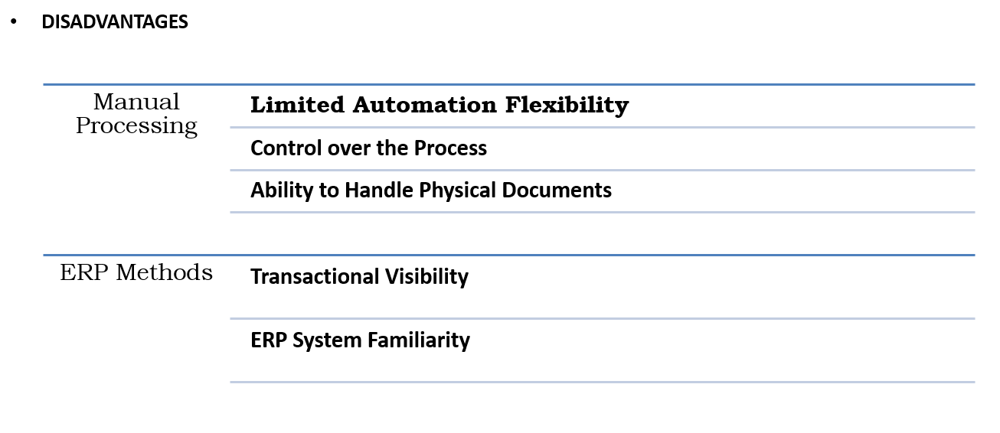 • DISADVANTAGES
Manual
Processing
Limited Automation Flexibility
Control over the Process
Ability to Handle Physical Documents
ERP Methods
Transactional Visibility
ERP System Familiarity